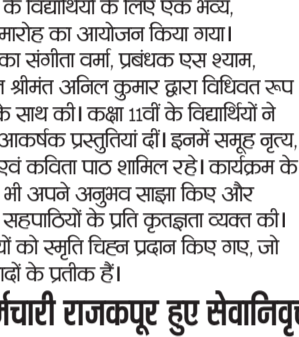 के विद्यार्थियों के लिए एक भव्य,
मारोह का आयोजन किया गया।
का संगीता वर्मा, प्रबंधक एस श्याम,
श्रीमंत अनिल कुमार द्वारा विधिवत रूप
के साथ की। कक्षा 11वीं के विद्यार्थियों ने
आकर्षक प्रस्तुतियां दीं। इनमें समूह नृत्य,
एवं कविता पाठ शामिल रहे। कार्यक्रम के
भी अपने अनुभव साझा किए और
सहपाठियों के प्रति कृतज्ञता व्यक्त की।
यों को स्मृति चिह्न प्रदान किए गए, जो
ादों के प्रतीक हैं।
र्मचारी राजकपूर हुए सेवानिवृत्त